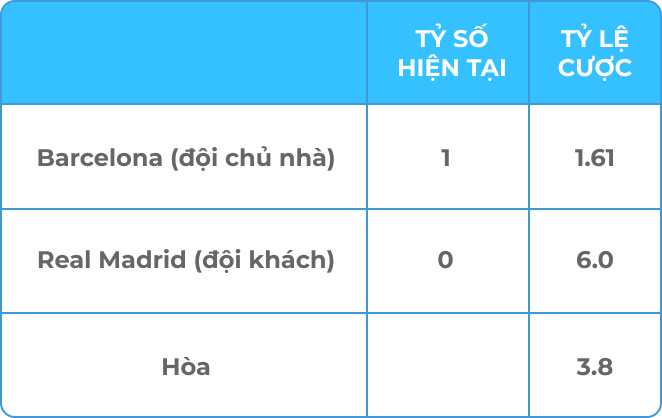 TỶ SỐ HIỆN TẠI
TỶ LỆ CƯỢC
Barcelona (đội chủ nhà) 1 1.61
Real Madrid (đội khách) 0 6.0
Hòa 3.8